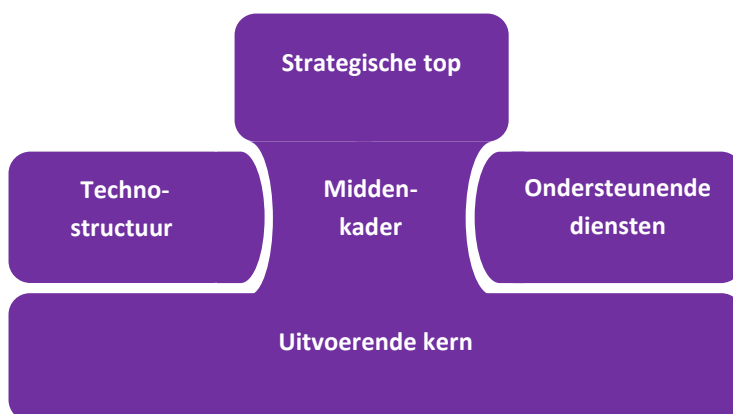 Strategische top
Techno-
structuur
Midden-
kader
Ondersteunende
diensten
Uitvoerende kern